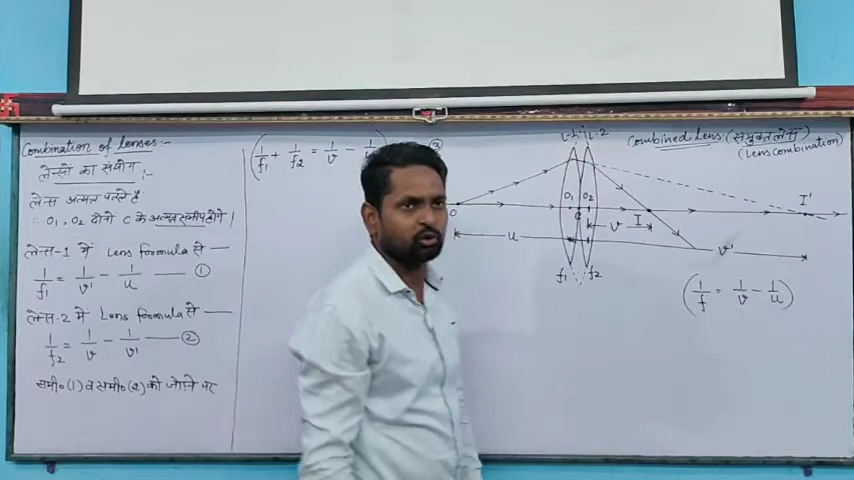 Combination of lenses:-
लेन्सों का संयोग :-
लेन्स अत्यन्त पतले हैं
∴ O₁, O₂ दोनों C के अत्यन्त समीप होंगे।
लेन्स-1 में Lens formula से —
1/f₁ = 1/v' - 1/u — ①
लेन्स-2 में Lens formula से —
1/f₂ = 1/v - 1/v' — ②
समी० (1) व समी० (2) को जोड़ने पर
(1/f₁ + 1/f₂ = 1/v -
Combined Lens (संयुक्त लेन्स)
(Lens Combination)
L-1 L-2
O
O₁ O₂
C
I
I'
u
v
v'
f₁ f₂
(1/f = 1/v - 1/u)